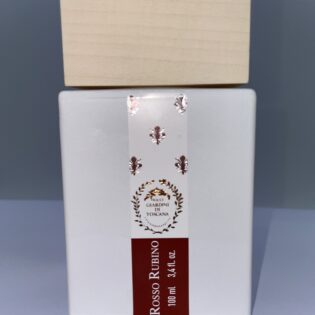 GIARDINI
DI
TOSCANA
ROSSO RUBINO
100 ml 3,4 fl. oz.